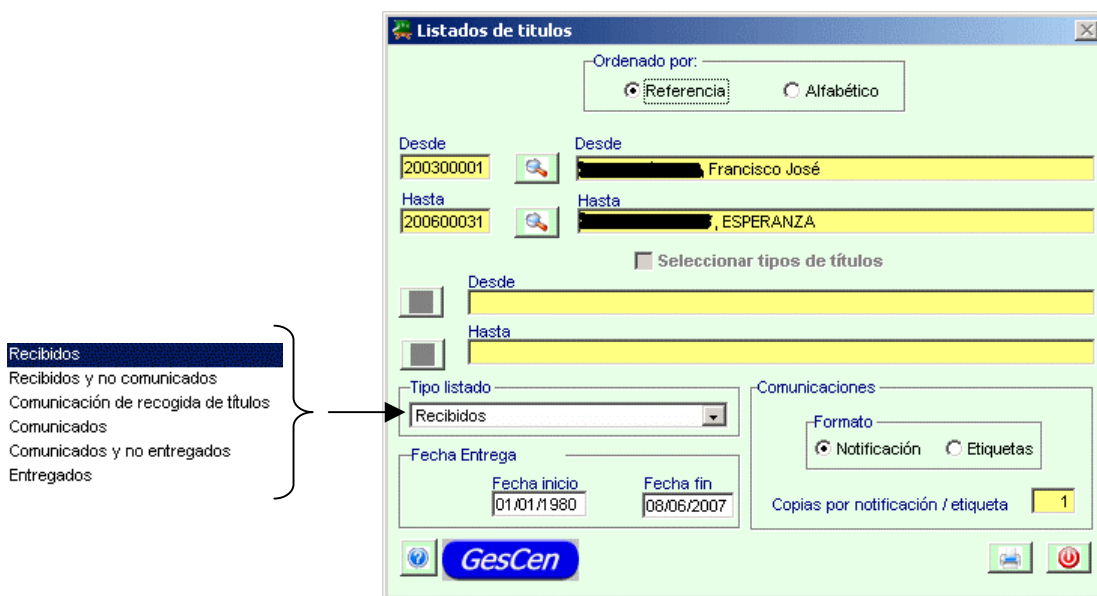 Listados de titulos
Ordenado por:
Referencia Alfabético
Desde Desde
200300001 , Francisco José
Hasta Hasta
200600031 , ESPERANZA
Seleccionar tipos de títulos
Desde
Hasta
Recibidos
Recibidos y no comunicados
Comunicación de recogida de títulos
Comunicados
Comunicados y no entregados
Entregados
Tipo listado
Recibidos
Fecha Entrega
Fecha inicio Fecha fin
01/01/1980 08/06/2007
Comunicaciones
Formato
Notificación Etiquetas
Copias por notificación / etiqueta 1
GesCen